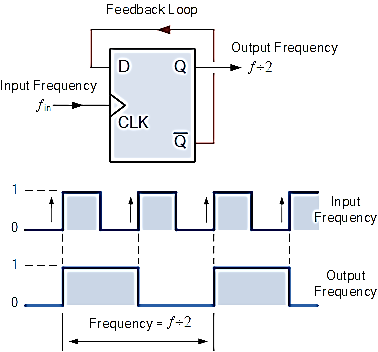 Feedback Loop
D
Q
Output Frequency
f÷2
Input Frequency
fin
CLK
Q̅
1
0
Input
Frequency
1
0
Output
Frequency
Frequency = f÷2